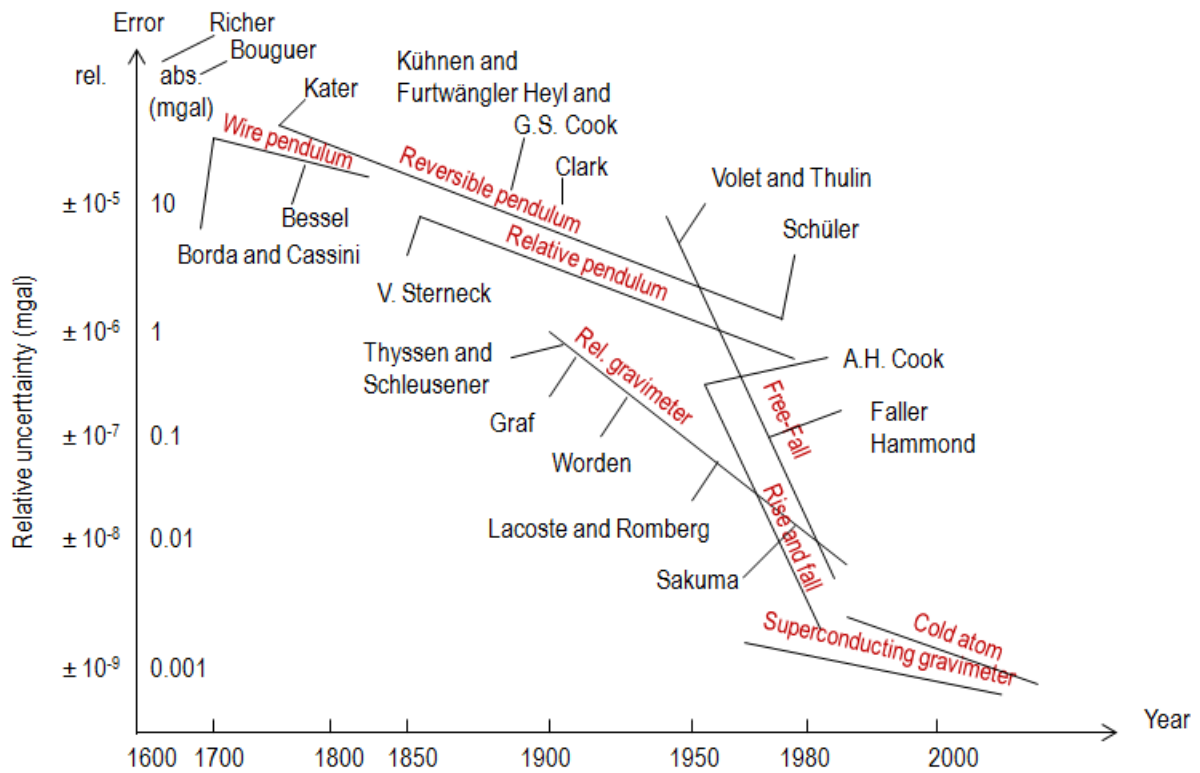 Error
Richer
Bouguer
rel.
abs.
(mgal)
Kater
Kühnen and
Furtwängler Heyl and
G.S. Cook
Clark
Wire pendulum
Reversible pendulum
Volet and Thulin
± 10-5
10
Bessel
Borda and Cassini
Relative pendulum
Schüler
V. Sterneck
Relative uncenttainty (mgal)
± 10-6
1
Thyssen and
Schleusener
Rel. gravimeter
A.H. Cook
Graf
Free-Fall
Faller
Hammond
± 10-7
0.1
Worden
Lacoste and Romberg
Rise and fall
± 10-8
0.01
Sakuma
Superconducting gravimeter
Cold atom
± 10-9
0.001
Year
1600
1700
1800
1850
1900
1950
1980
2000